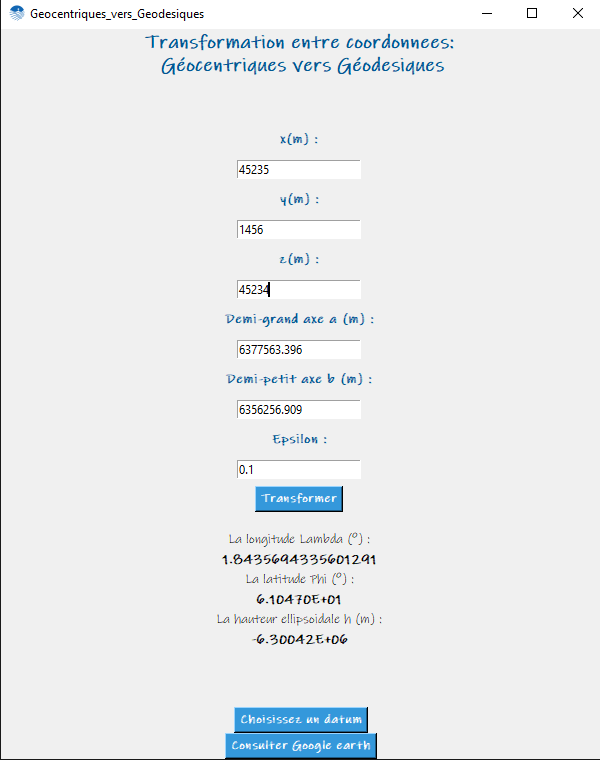 Geocentriques_vers_Geodesiques
Transformation entre coordonnees:
Géocentriques vers Géodesiques
x(m) :
45235
y(m) :
1456
z(m) :
45234
Demi-grand axe a (m) :
6377563.396
Demi-petit axe b (m) :
6356256.909
Epsilon :
0.1
Transformer
La longitude Lambda (°) :
1.8435694335601291
La latitude Phi (°) :
6.10470E+01
La hauteur ellipsoidale h (m) :
-6.30042E+06
Choisissez un datum
Consulter Google earth